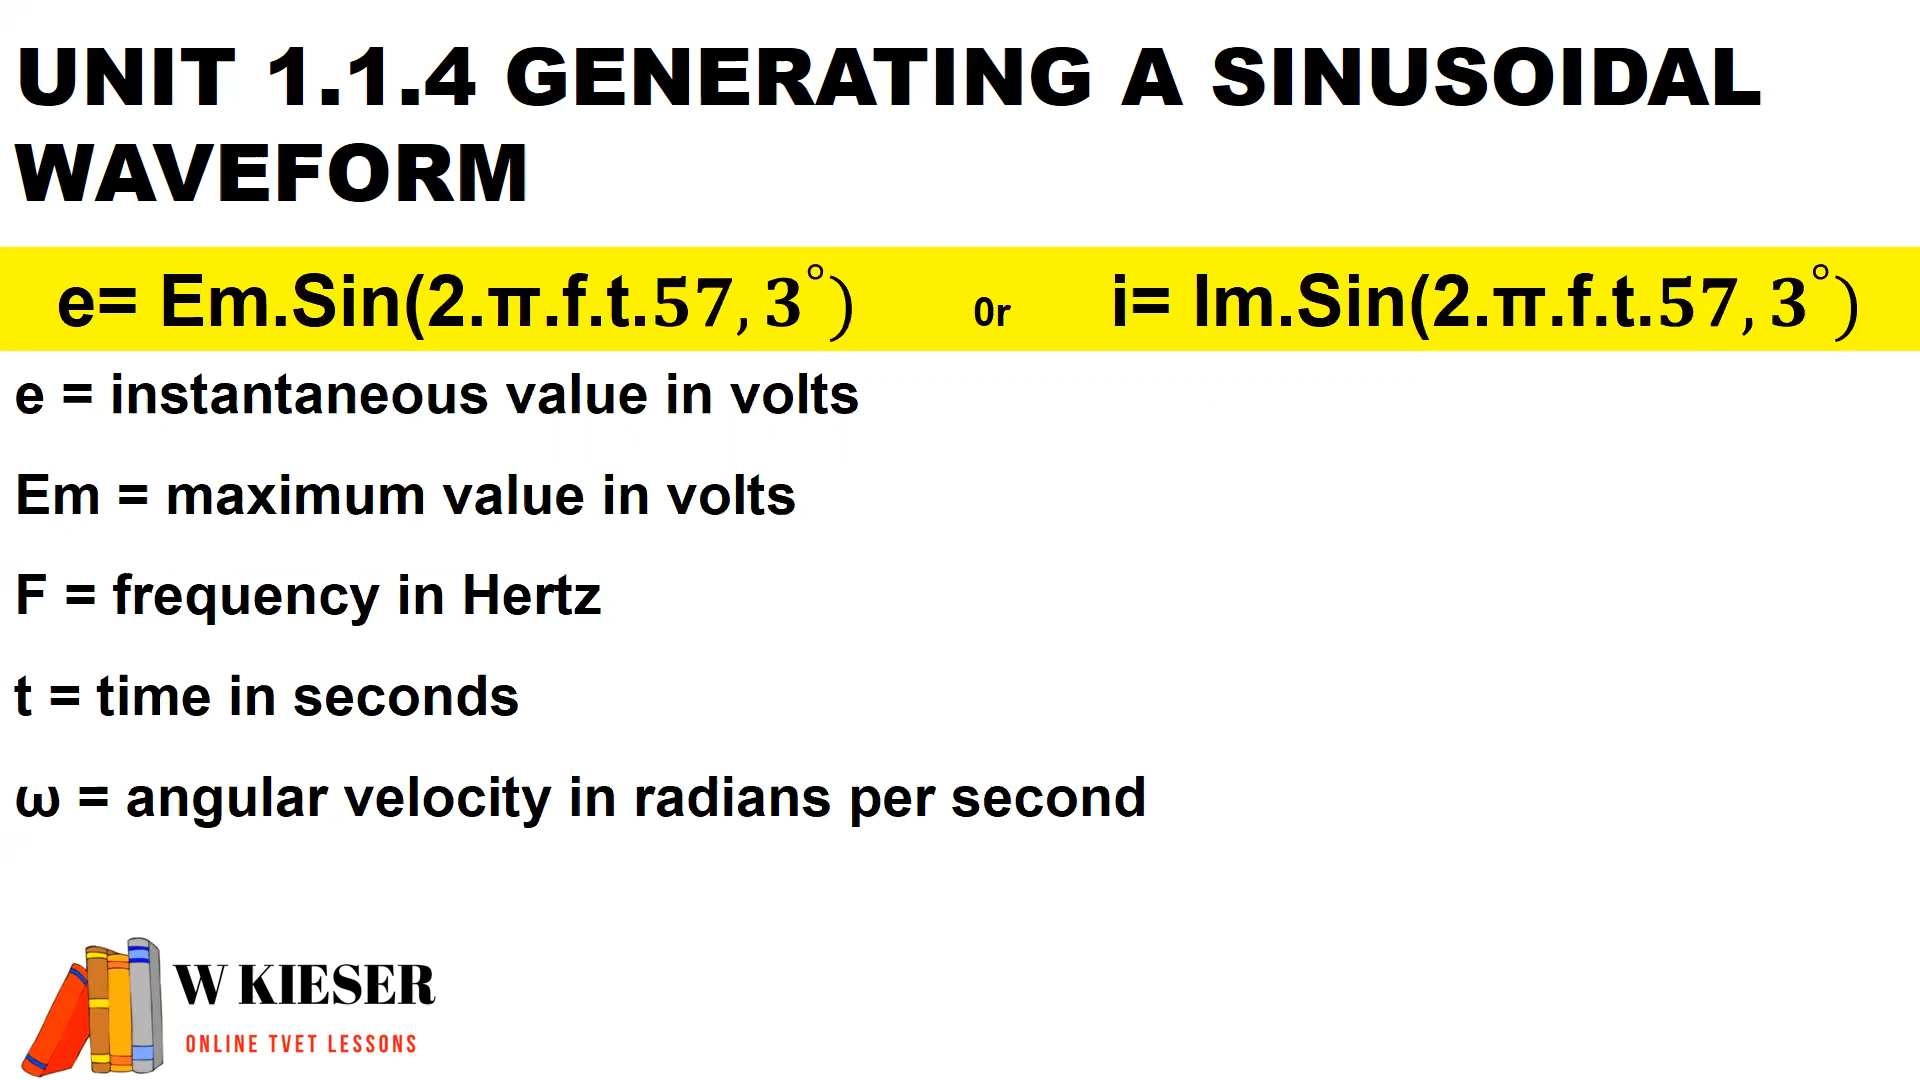 UNIT 1.1.4 GENERATING A SINUSOIDAL
WAVEFORM
e= Em.Sin(2.π.f.t.57,3°) Or i= Im.Sin(2.π.f.t.57,3°)
e = instantaneous value in volts
Em = maximum value in volts
F = frequency in Hertz
t = time in seconds
ω = angular velocity in radians per second
W KIESER
ONLINE TVET LESSONS